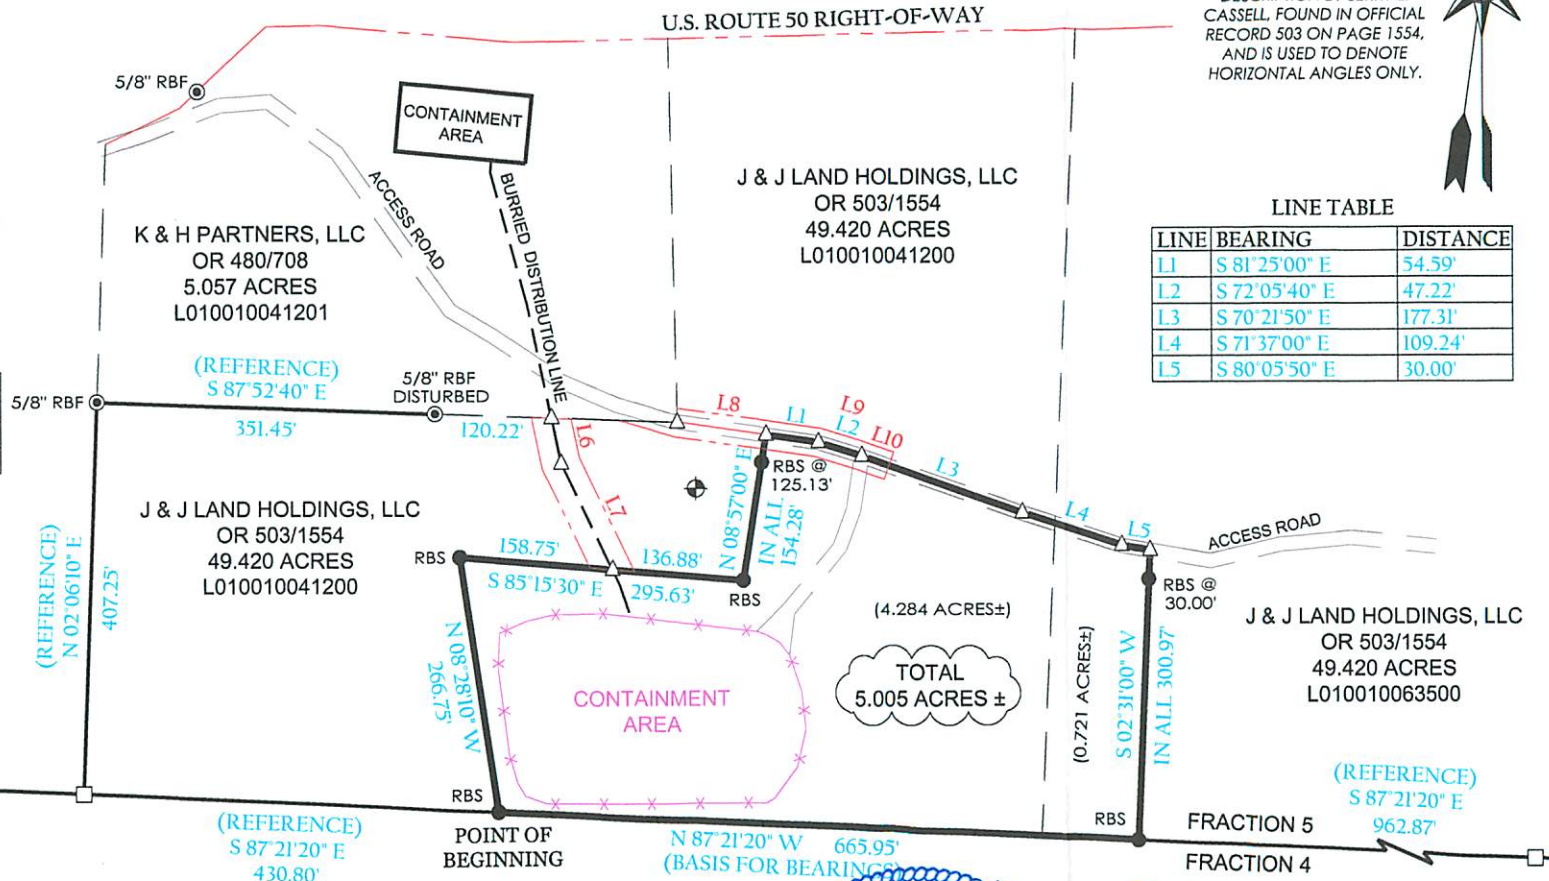 U.S. ROUTE 50 RIGHT-OF-WAY
CASSELL, FOUND IN OFFICIAL
RECORD 503 ON PAGE 1554,
AND IS USED TO DENOTE
HORIZONTAL ANGLES ONLY.
5/8" RBF
CONTAINMENT
AREA
ACCESS ROAD
BURRIED DISTRIBUTION LINE
K & H PARTNERS, LLC
OR 480/708
5.057 ACRES
L010010041201
J & J LAND HOLDINGS, LLC
OR 503/1554
49.420 ACRES
L010010041200
LINE TABLE
LINE BEARING DISTANCE
L1 S 81°25'00" E 54.59'
L2 S 72°05'40" E 47.22'
L3 S 70°21'50" E 177.31'
L4 S 71°37'00" E 109.24'
L5 S 80°05'50" E 30.00'
(REFERENCE)
S 87°52'40" E
351.45'
5/8" RBF
5/8" RBF
DISTURBED
120.22'
L6
L7
L8
L1
L9
L2
L10
L3
L4
L5
ACCESS ROAD
RBS @
125.13'
N 08°57'00" E
IN ALL
154.28'
J & J LAND HOLDINGS, LLC
OR 503/1554
49.420 ACRES
L010010041200
(REFERENCE)
N 02°06'10" E
407.25'
RBS
158.75'
136.88'
S 85°15'30" E
295.63'
RBS
N 08°28'10" W
266.75'
CONTAINMENT
AREA
(4.284 ACRES±)
TOTAL
5.005 ACRES ±
(0.721 ACRES±)
S 02°31'00" W
IN ALL 300.97'
RBS @
30.00'
J & J LAND HOLDINGS, LLC
OR 503/1554
49.420 ACRES
L010010063500
(REFERENCE)
S 87°21'20" E
962.87'
RBS
RBS
FRACTION 5
FRACTION 4
(REFERENCE)
S 87°21'20" E
430.80'
POINT OF
BEGINNING
N 87°21'20" W 665.95'
(BASIS FOR BEARINGS)